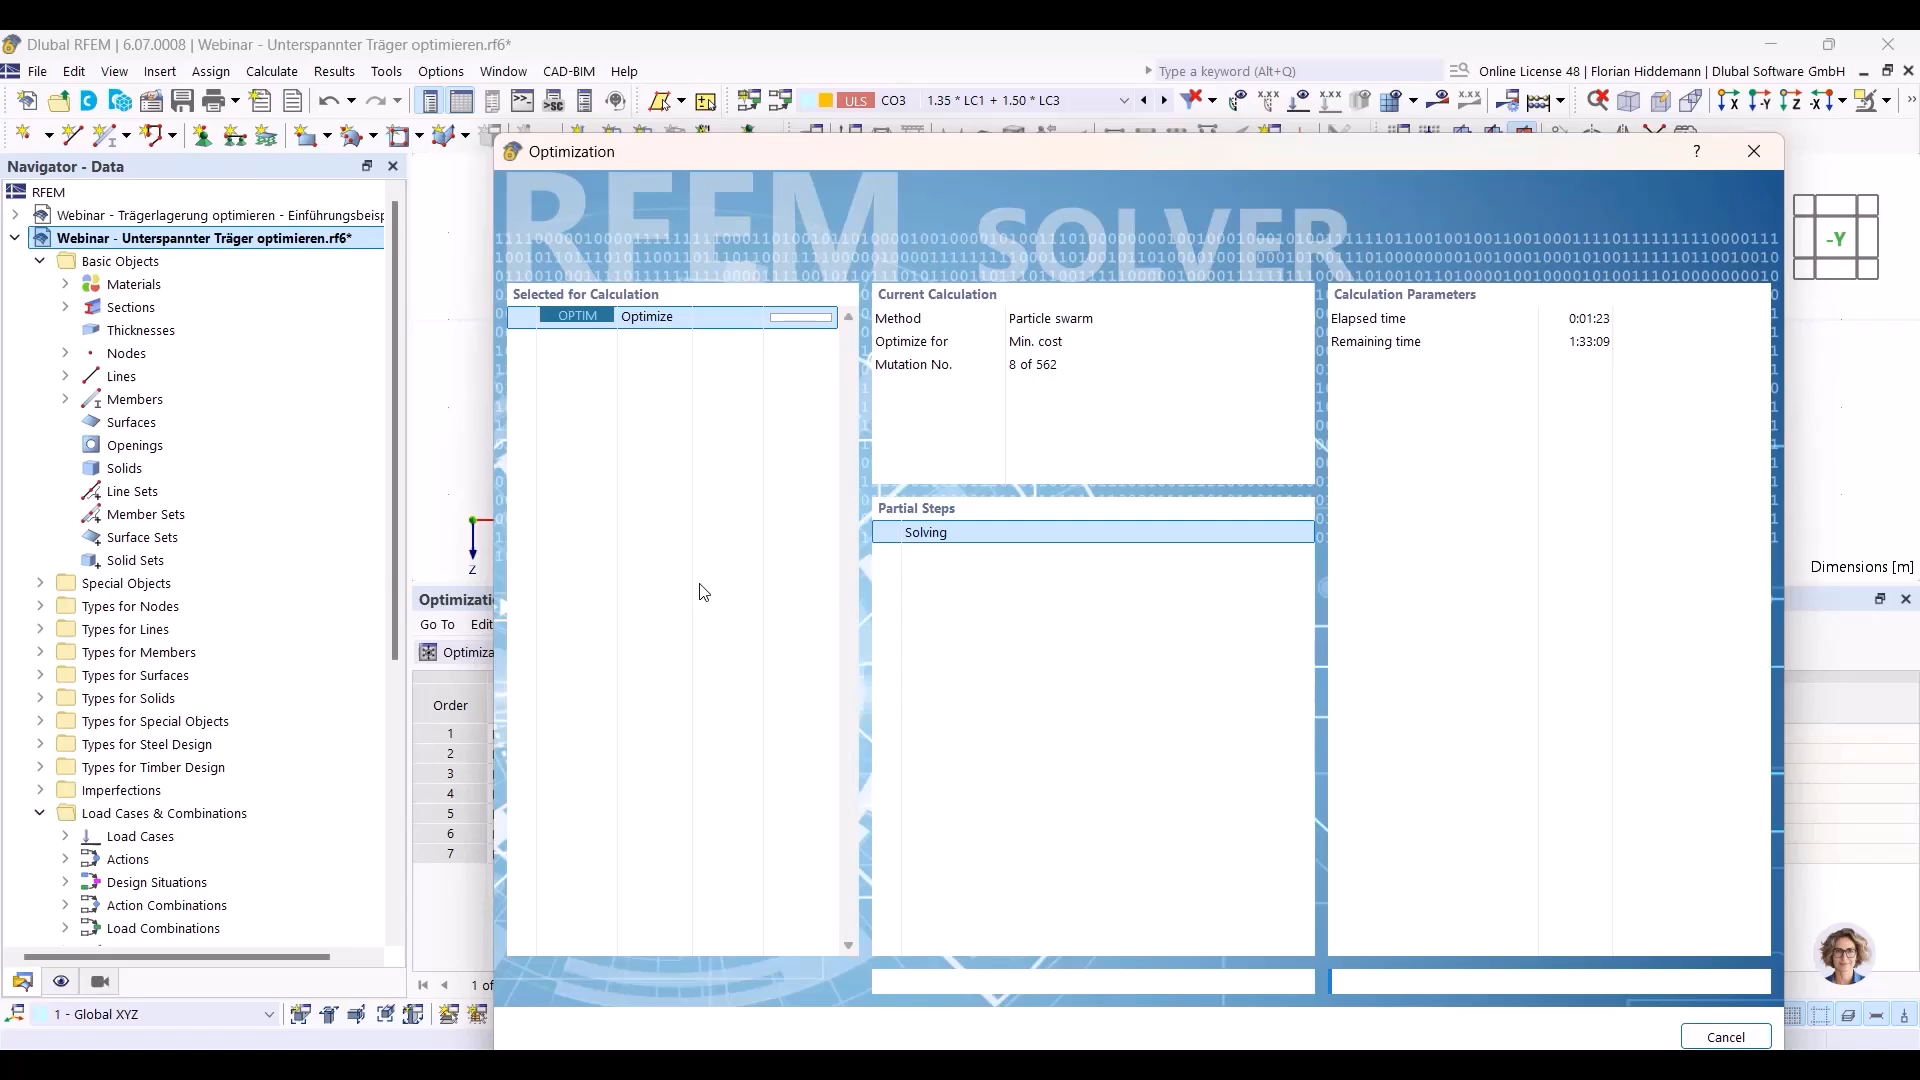 Dlubal RFEM | 6.07.0008 | Webinar - Unterspannter Träger optimieren.rf6*
File Edit View Insert Assign Calculate Results Tools Options Window CAD-BIM Help
Type a keyword (Alt+Q)
Online License 48 | Florian Hiddemann | Dlubal Software GmbH
ULS CO3 1.35 * LC1 + 1.50 * LC3
Navigator - Data
RFEM
Webinar - Trägerlagerung optimieren - Einführungsbeisp
Webinar - Unterspannter Träger optimieren.rf6*
Basic Objects
Materials
Sections
Thicknesses
Nodes
Lines
Members
Surfaces
Openings
Solids
Line Sets
Member Sets
Surface Sets
Solid Sets
Special Objects
Types for Nodes
Types for Lines
Types for Members
Types for Surfaces
Types for Solids
Types for Special Objects
Types for Steel Design
Types for Timber Design
Imperfections
Load Cases & Combinations
Load Cases
Actions
Design Situations
Action Combinations
Load Combinations
1 - Global XYZ
Z
Optimizati
Go To Edit
Optimiza
Order
1
2
3
4
5
6
7
1 of
Optimization
RFEM SOLVER
Selected for Calculation
OPTIM Optimize
Current Calculation
Method Particle swarm
Optimize for Min. cost
Mutation No. 8 of 562
Partial Steps
Solving
Calculation Parameters
Elapsed time 0:01:23
Remaining time 1:33:09
Cancel
-Y
Dimensions [m]